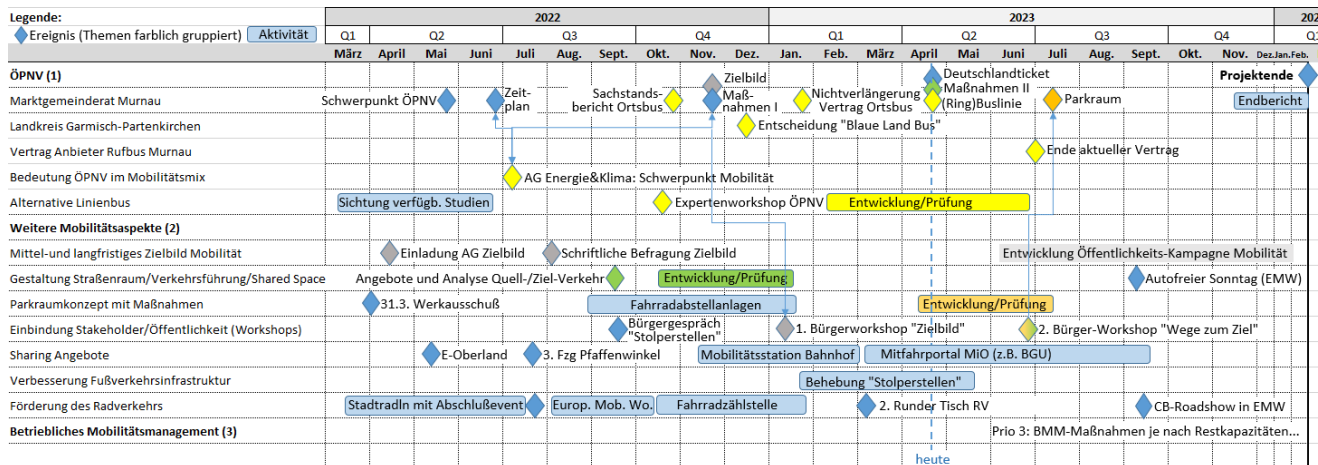 Legende:
Ereignis (Themen farblich gruppiert) Aktivität
2022 2023 202
Q1 Q2 Q3 Q4 Q1 Q2 Q3 Q4 Q1
März April Mai Juni Juli Aug. Sept. Okt. Nov. Dez. Jan. Feb. März April Mai Juni Juli Aug. Sept. Okt. Nov. Dez. Jan. Feb.
ÖPNV (1) Zielbild Deutschlandticket Projektende
Marktgemeinderat Murnau Schwerpunkt ÖPNV Zeit-
plan
Sachstands-
bericht Ortsbus
Maß-
nahmen I
Nichtverlängerung
Vertrag Ortsbus
Maßnahmen II
(Ring)Buslinie
Parkraum
Endbericht
Landkreis Garmisch-Partenkirchen Entscheidung "Blaue Land Bus"
Vertrag Anbieter Rufbus Murnau Ende aktueller Vertrag
Bedeutung ÖPNV im Mobilitätsmix AG Energie&Klima: Schwerpunkt Mobilität
Alternative Linienbus Sichtung verfügb. Studien Expertenworkshop ÖPNV Entwicklung/Prüfung
Weitere Mobilitätsaspekte (2)
Mittel-und langfristiges Zielbild Mobilität Einladung AG Zielbild Schriftliche Befragung Zielbild Entwicklung Öffentlichkeits-Kampagne Mobilität
Gestaltung Straßenraum/Verkehrsführung/Shared Space Angebote und Analyse Quell-/Ziel-Verkehr Entwicklung/Prüfung Autofreier Sonntag (EMW)
Parkraumkonzept mit Maßnahmen 31.3. Werkausschuß Fahrradabstellanlagen Entwicklung/Prüfung
Einbindung Stakeholder/Öffentlichkeit (Workshops) Bürgergespräch
"Stolperstellen"
1. Bürgerworkshop "Zielbild" 2. Bürger-Workshop "Wege zum Ziel"
Sharing Angebote E-Oberland 3. Fzg Pfaffenwinkel Mobilitätsstation Bahnhof Mitfahrportal MiO (z.B. BGU)
Verbesserung Fußverkehrsinfrastruktur Behebung "Stolperstellen"
Förderung des Radverkehrs Stadtradln mit Abschlußevent Europ. Mob. Wo. Fahrradzählstelle 2. Runder Tisch RV CB-Roadshow in EMW
Betriebliches Mobilitätsmanagement (3) Prio 3: BMM-Maßnahmen je nach Restkapazitäten...
heute